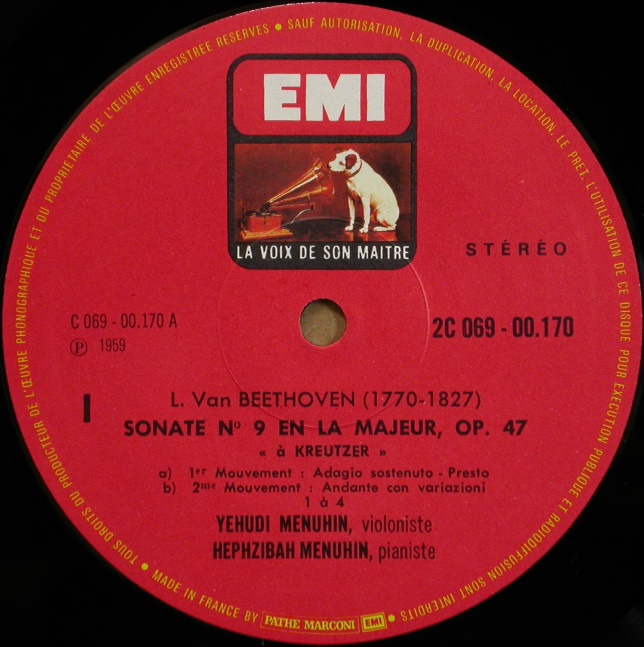 EMI
LA VOIX DE SON MAITRE
STÉRÉO
C 069 - 00.170 A
Ⓟ 1959
2C 069 - 00.170
I
L. Van BEETHOVEN (1770-1827)
SONATE Nº 9 EN LA MAJEUR, OP. 47
« à KREUTZER »
a) 1er Mouvement : Adagio sostenuto - Presto
b) 2me Mouvement : Andante con variazioni
1 à 4
YEHUDI MENUHIN, violoniste
HEPHZIBAH MENUHIN, pianiste
● TOUS DROITS DU PRODUCTEUR DE L'ŒUVRE PHONOGRAPHIQUE ET DU PROPRIETAIRE DE L'ŒUVRE ENREGISTREE RESERVES ● SAUF AUTORISATION, LA DUPLICATION, LA LOCATION, LE PRET, L'UTILISATION DE CE DISQUE POUR EXECUTION PUBLIQUE ET RADIODIFFUSION SONT INTERDITS ●
MADE IN FRANCE BY PATHE MARCONI EMI